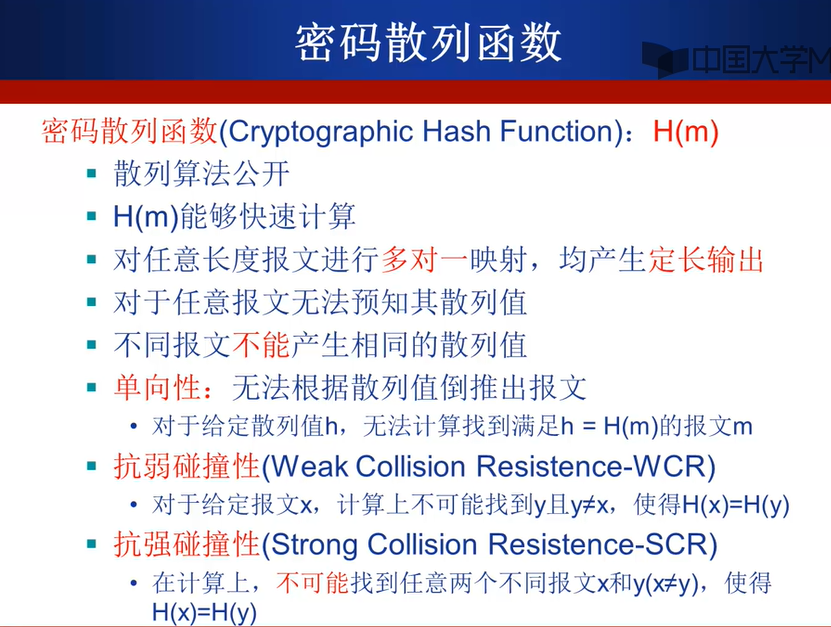 密码散列函数
中国大学M
密码散列函数(Cryptographic Hash Function)：H(m)
▪ 散列算法公开
▪ H(m)能够快速计算
▪ 对任意长度报文进行多对一映射，均产生定长输出
▪ 对于任意报文无法预知其散列值
▪ 不同报文不能产生相同的散列值
▪ 单向性：无法根据散列值倒推出报文
• 对于给定散列值h，无法计算找到满足h = H(m)的报文m
▪ 抗弱碰撞性(Weak Collision Resistence-WCR)
• 对于给定报文x，计算上不可能找到y且y≠x，使得H(x)=H(y)
▪ 抗强碰撞性(Strong Collision Resistence-SCR)
• 在计算上，不可能找到任意两个不同报文x和y(x≠y)，使得
H(x)=H(y)